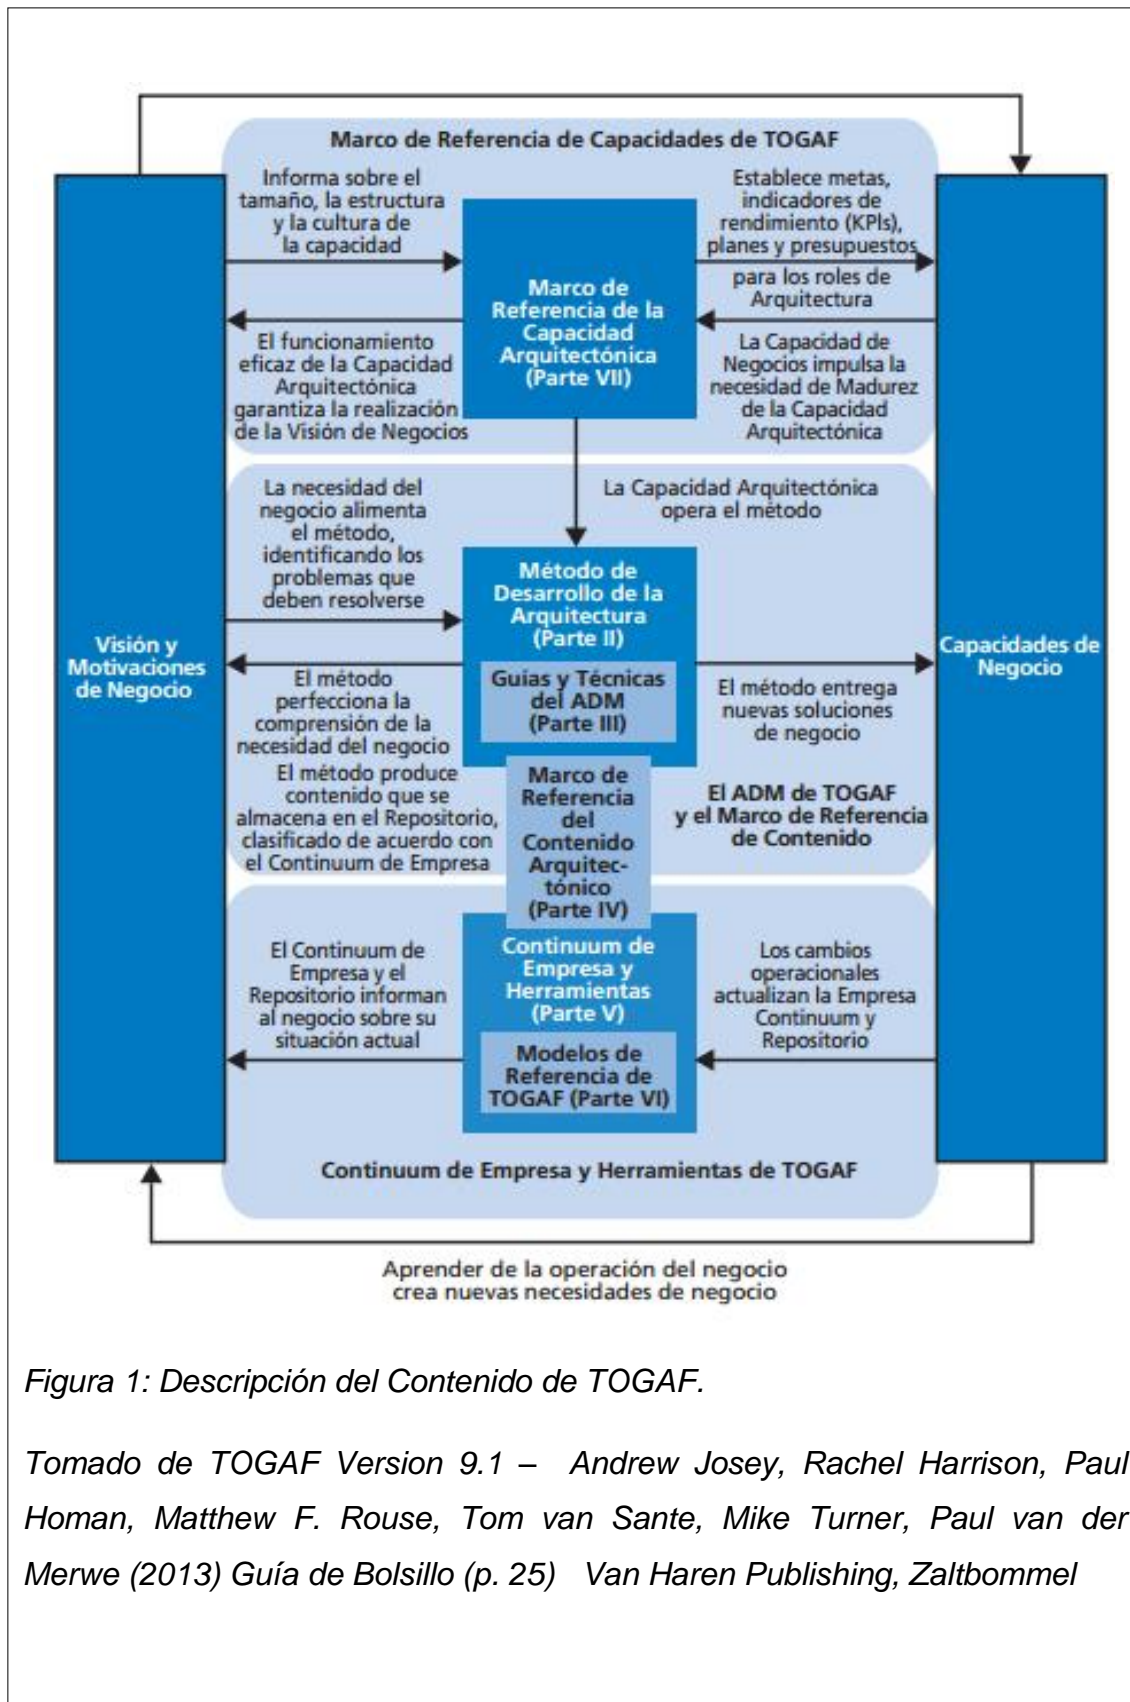 Marco de Referencia de Capacidades de TOGAF
Informa sobre el
tamaño, la estructura
y la cultura de
la capacidad
Establece metas,
indicadores de
rendimiento (KPIs),
planes y presupuestos
para los roles de
Arquitectura
Marco de
Referencia de la
Capacidad
Arquitectónica
(Parte VII)
El funcionamiento
eficaz de la Capacidad
Arquitectónica
garantiza la realización
de la Visión de Negocios
La Capacidad de
Negocios impulsa la
necesidad de Madurez
de la Capacidad
Arquitectónica
La necesidad del
negocio alimenta
el método,
identificando los
problemas que
deben resolverse
La Capacidad Arquitectónica
opera el método
Método de
Desarrollo de la
Arquitectura
(Parte II)
Visión y
Motivaciones
de Negocio
Capacidades de
Negocio
Guias y Técnicas
del ADM
(Parte III)
El método
perfecciona la
comprensión de la
necesidad del negocio
El método entrega
nuevas soluciones
de negocio
El método produce
contenido que se
almacena en el Repositorio,
clasificado de acuerdo con
el Continuum de Empresa
Marco de
Referencia
del
Contenido
Arquitec-
tónico
(Parte IV)
El ADM de TOGAF
y el Marco de Referencia
de Contenido
El Continuum de
Empresa y el
Repositorio informan
al negocio sobre su
situación actual
Continuum de
Empresa y
Herramientas
(Parte V)
Los cambios
operacionales
actualizan la Empresa
Continuum y
Repositorio
Modelos de
Referencia de
TOGAF (Parte VI)
Continuum de Empresa y Herramientas de TOGAF
Aprender de la operación del negocio
crea nuevas necesidades de negocio
Figura 1: Descripción del Contenido de TOGAF.
Tomado de TOGAF Version 9.1 – Andrew Josey, Rachel Harrison, Paul
Homan, Matthew F. Rouse, Tom van Sante, Mike Turner, Paul van der
Merwe (2013) Guía de Bolsillo (p. 25) Van Haren Publishing, Zaltbommel